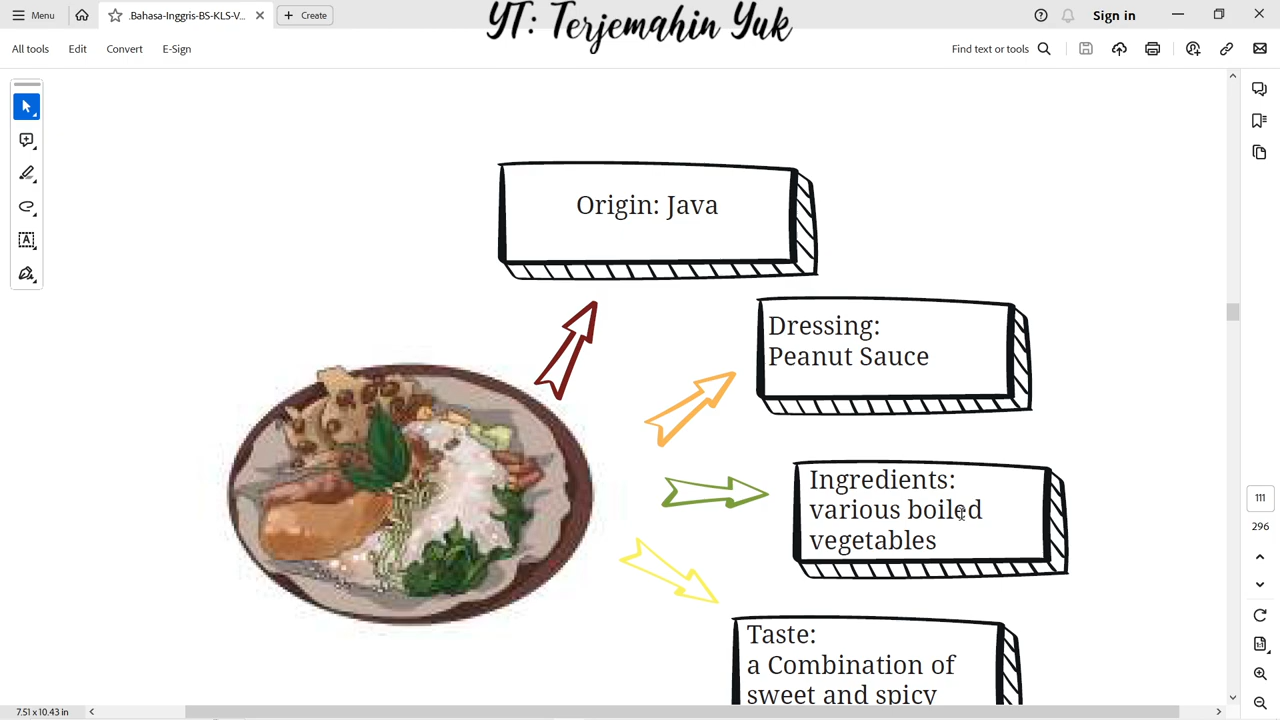 Menu
.Bahasa-Inggris-BS-KLS-V...
Create
YT: Terjemahin Yuk
Sign in
All tools
Edit
Convert
E-Sign
Find text or tools
Origin: Java
Dressing:
Peanut Sauce
Ingredients:
various boiled
vegetables
Taste:
a Combination of
sweet and spicy
111
296
7.51 x 10.43 in